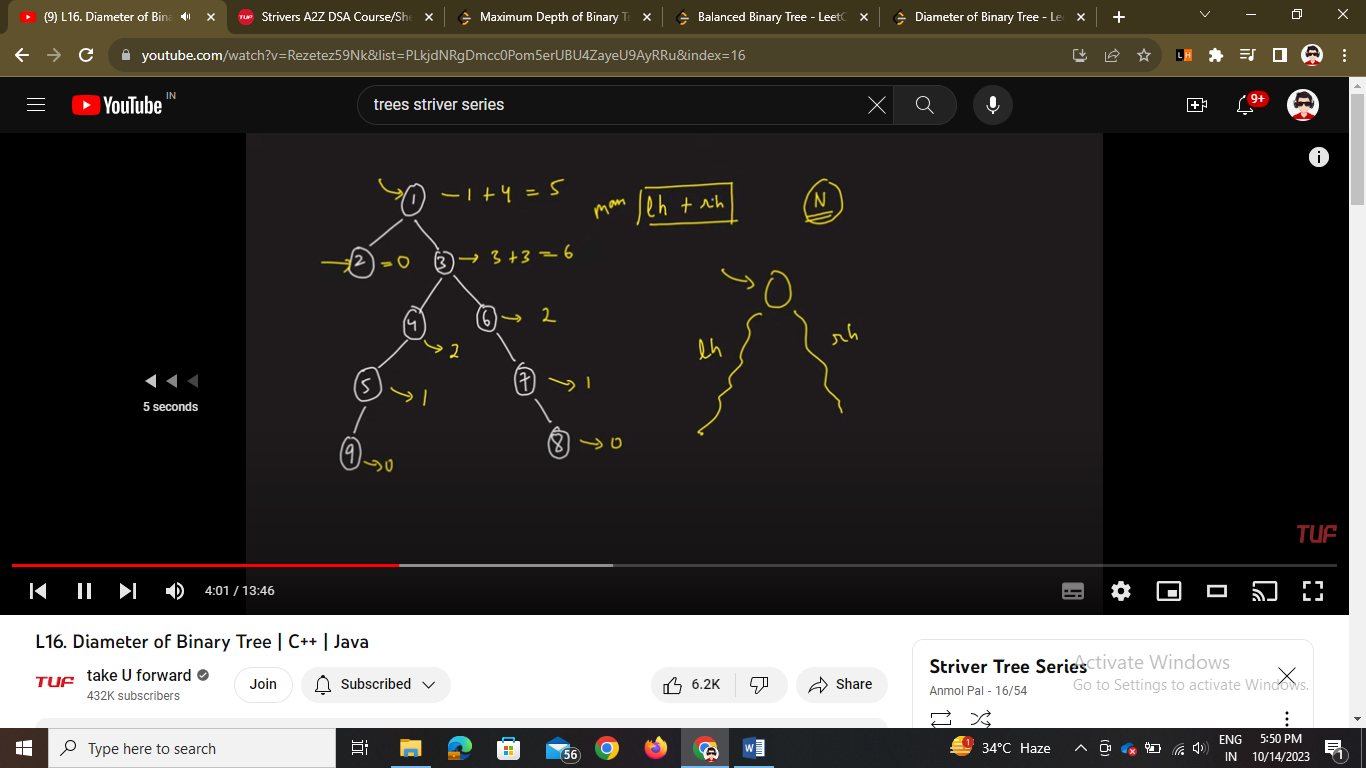 (9) L16. Diameter of Bina
Strivers A2Z DSA Course/She
Maximum Depth of Binary T
Balanced Binary Tree - LeetC
Diameter of Binary Tree - Le
youtube.com/watch?v=Rezetez59Nk&list=PLkjdNRgDmcc0Pom5erUBU4ZayeU9AyRRu&index=16
YouTube IN
trees striver series
9+
1 - 1 + 4 = 5
max lh + rh
N
2 = 0
3 → 3 + 3 = 6
4 → 2
6 → 2
lh
rh
5 → 1
7 → 1
9 → 0
8 → 0
5 seconds
TUF
4:01 / 13:46
L16. Diameter of Binary Tree | C++ | Java
TUF
take U forward
432K subscribers
Join
Subscribed
6.2K
Share
Striver Tree Series
Anmol Pal - 16/54
Activate Windows
Go to Settings to activate Windows.
Type here to search
56
1
34°C Haze
ENG
IN
5:50 PM
10/14/2023
1